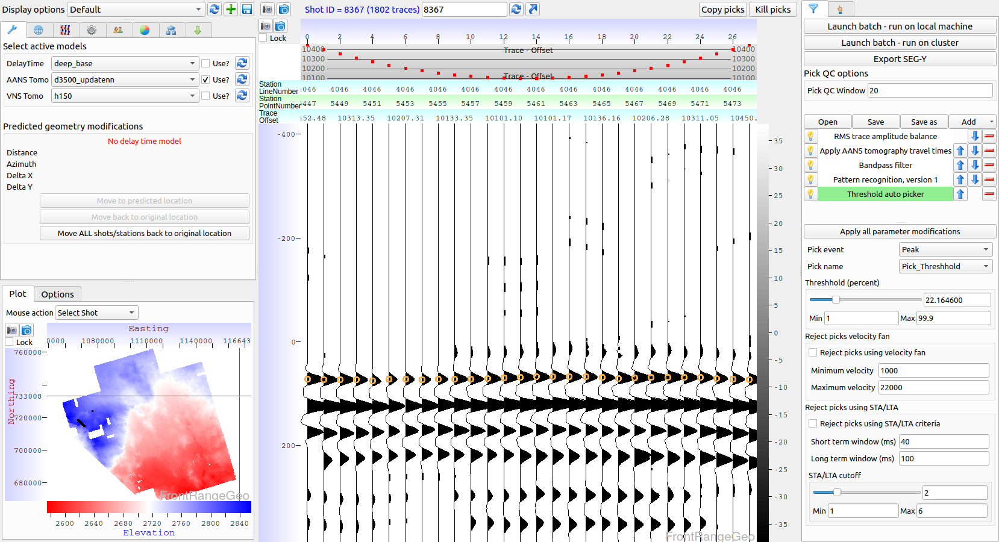 Display options Default
Shot ID = 8367 (1802 traces) 8367
Copy picks Kill picks
Select active models
DelayTime deep_base Use?
AANS Tomo d3500_updatenn Use?
VNS Tomo h150 Use?
Predicted geometry modifications
No delay time model
Distance
Azimuth
Delta X
Delta Y
Move to predicted location
Move back to original location
Move ALL shots/stations back to original location
Plot Options
Mouse action Select Shot
Lock
Easting
0000 1080000 1110000 1140000 116643
Northing
760000
733008
720000
700000
680000
FrontRangeGeo
2600 2640 2680 2720 2760 2800 2840
Elevation
Lock
0 2 4 6 8 10 12 14 16 18 20 22 24 26
10400 Trace - Offset 10400
10300 10300
10200 10200
10100 Trace - Offset 10100
Station
LineNumber 4046 4046 4046 4046 4046 4046 4046 4046 4046 4046 4046 4046 4046 4046
Station
PointNumber 5447 5449 5451 5453 5455 5457 5459 5461 5463 5465 5467 5469 5471 5473
Trace
Offset 452.48 10313.35 10207.31 10133.35 10101.10 10101.17 10136.16 10206.28 10311.05 10450.
-400
-200
0
200
35
30
25
20
15
10
5
0
-5
-10
-15
-20
-25
-30
-35
FrontRangeGeo
Launch batch - run on local machine
Launch batch - run on cluster
Export SEG-Y
Pick QC options
Pick QC Window 20
Open Save Save as Add
RMS trace amplitude balance
Apply AANS tomography travel times
Bandpass filter
Pattern recognition, version 1
Threshold auto picker
Apply all parameter modifications
Pick event Peak
Pick name Pick_Threshhold
Threshhold (percent)
22.164600
Min 1 Max 99.9
Reject picks velocity fan
Reject picks using velocity fan
Minimum velocity 1000
Maximum velocity 22000
Reject picks using STA/LTA
Reject picks using STA/LTA criteria
Short term window (ms) 40
Long term window (ms) 100
STA/LTA cutoff
2
Min 1 Max 6